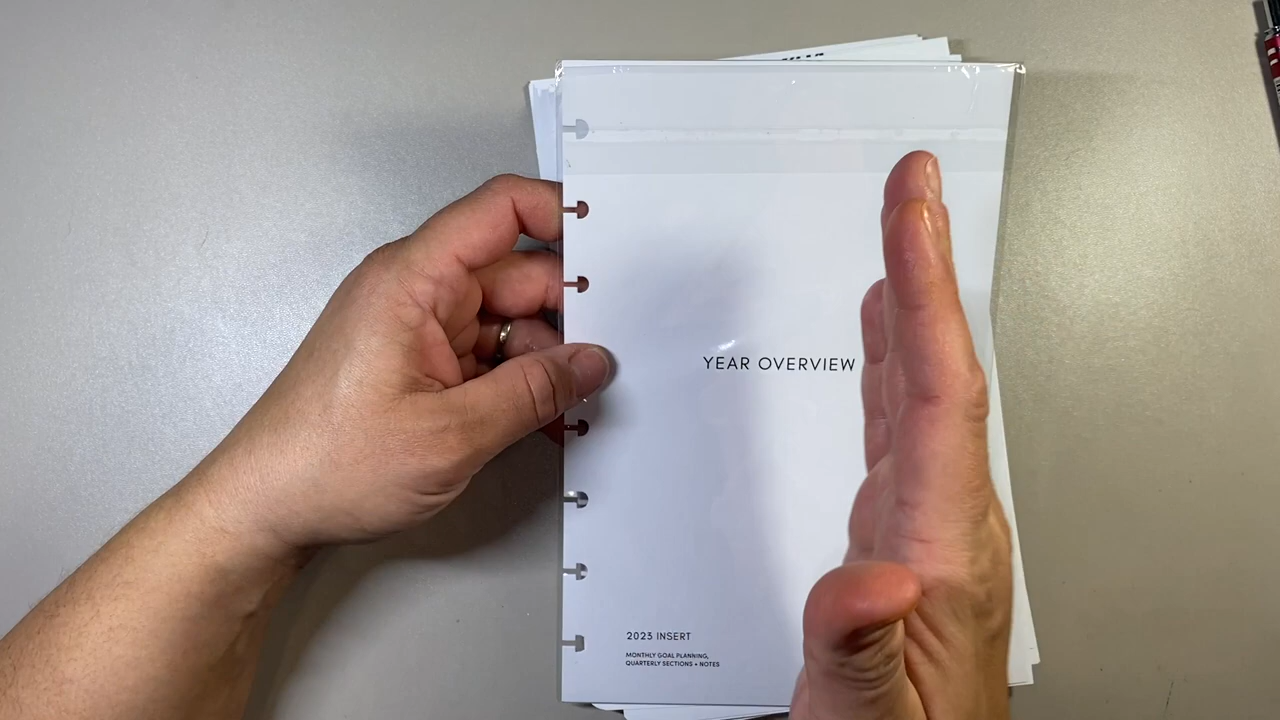 YEAR OVERVIEW
2023 INSERT
MONTHLY GOAL PLANNING,
QUARTERLY SECTIONS + NOTES